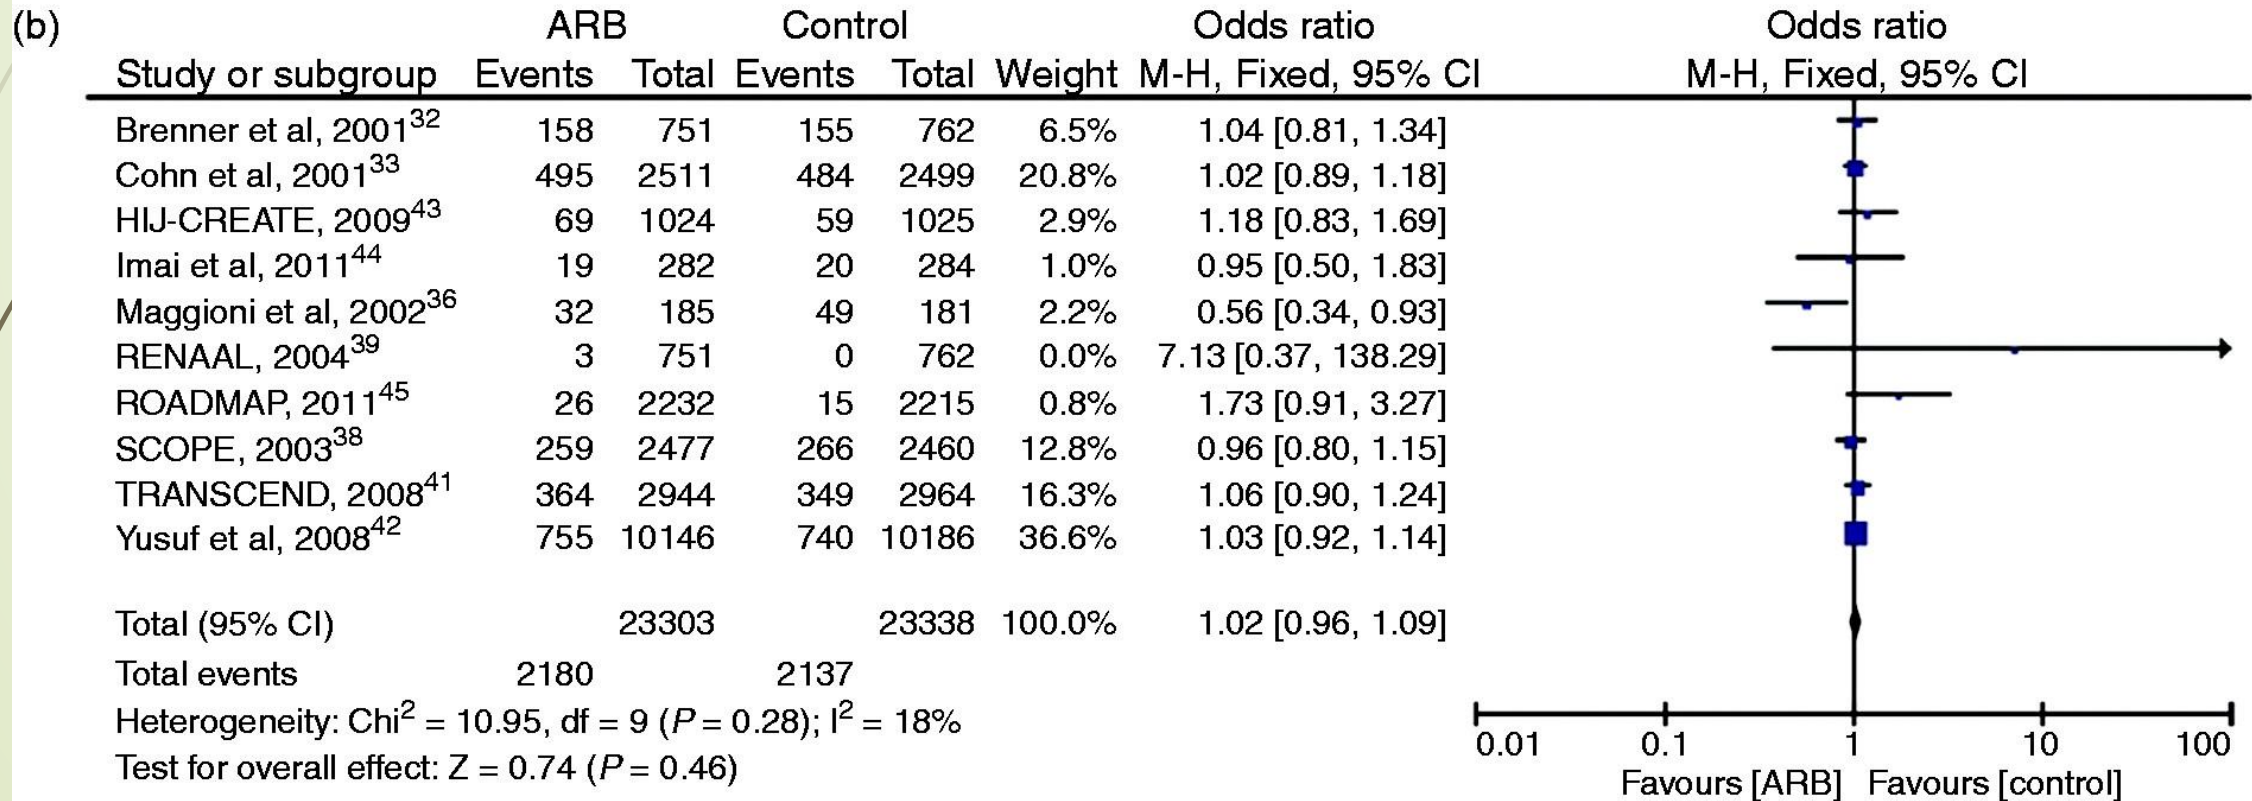 (b) ARB Control Odds ratio Odds ratio
Study or subgroup Events Total Events Total Weight M-H, Fixed, 95% CI M-H, Fixed, 95% CI
Brenner et al, 2001³² 158 751 155 762 6.5% 1.04 [0.81, 1.34]
Cohn et al, 2001³³ 495 2511 484 2499 20.8% 1.02 [0.89, 1.18]
HIJ-CREATE, 2009⁴³ 69 1024 59 1025 2.9% 1.18 [0.83, 1.69]
Imai et al, 2011⁴⁴ 19 282 20 284 1.0% 0.95 [0.50, 1.83]
Maggioni et al, 2002³⁶ 32 185 49 181 2.2% 0.56 [0.34, 0.93]
RENAAL, 2004³⁹ 3 751 0 762 0.0% 7.13 [0.37, 138.29]
ROADMAP, 2011⁴⁵ 26 2232 15 2215 0.8% 1.73 [0.91, 3.27]
SCOPE, 2003³⁸ 259 2477 266 2460 12.8% 0.96 [0.80, 1.15]
TRANSCEND, 2008⁴¹ 364 2944 349 2964 16.3% 1.06 [0.90, 1.24]
Yusuf et al, 2008⁴² 755 10146 740 10186 36.6% 1.03 [0.92, 1.14]
Total (95% CI) 23303 23338 100.0% 1.02 [0.96, 1.09]
Total events 2180 2137
Heterogeneity: Chi² = 10.95, df = 9 (P = 0.28); I² = 18%
Test for overall effect: Z = 0.74 (P = 0.46)
0.01 0.1 1 10 100
Favours [ARB] Favours [control]